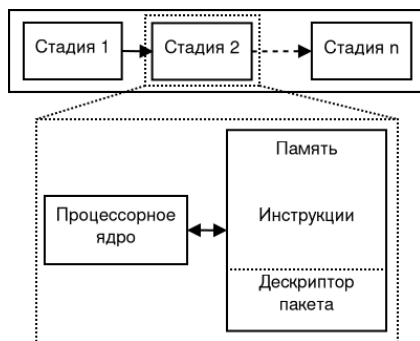 Стадия 1
Стадия 2
Стадия n
Память
Процессорное
ядро
Инструкции
Дескриптор
пакета